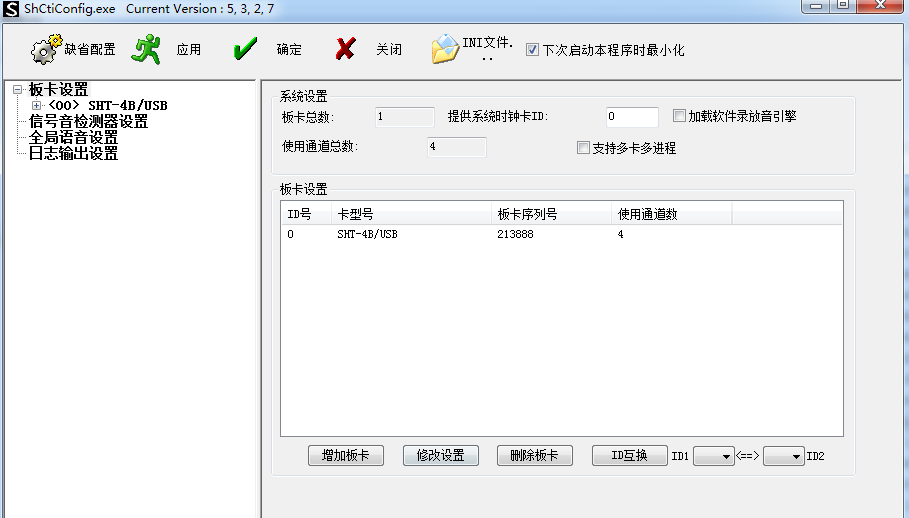 ShCtiConfig.exe   Current Version : 5, 3, 2, 7
缺省配置 应用 确定 关闭 INI文件... 下次启动本程序时最小化
板卡设置
<00> SHT-4B/USB
信号音检测器设置
全局语音设置
日志输出设置
系统设置
板卡总数: 1 提供系统时钟卡ID: 0 加载软件录放音引擎
使用通道总数: 4 支持多卡多进程
板卡设置
ID号 卡型号 板卡序列号 使用通道数
0 SHT-4B/USB 213888 4
增加板卡 修改设置 删除板卡 ID互换 ID1 <==> ID2